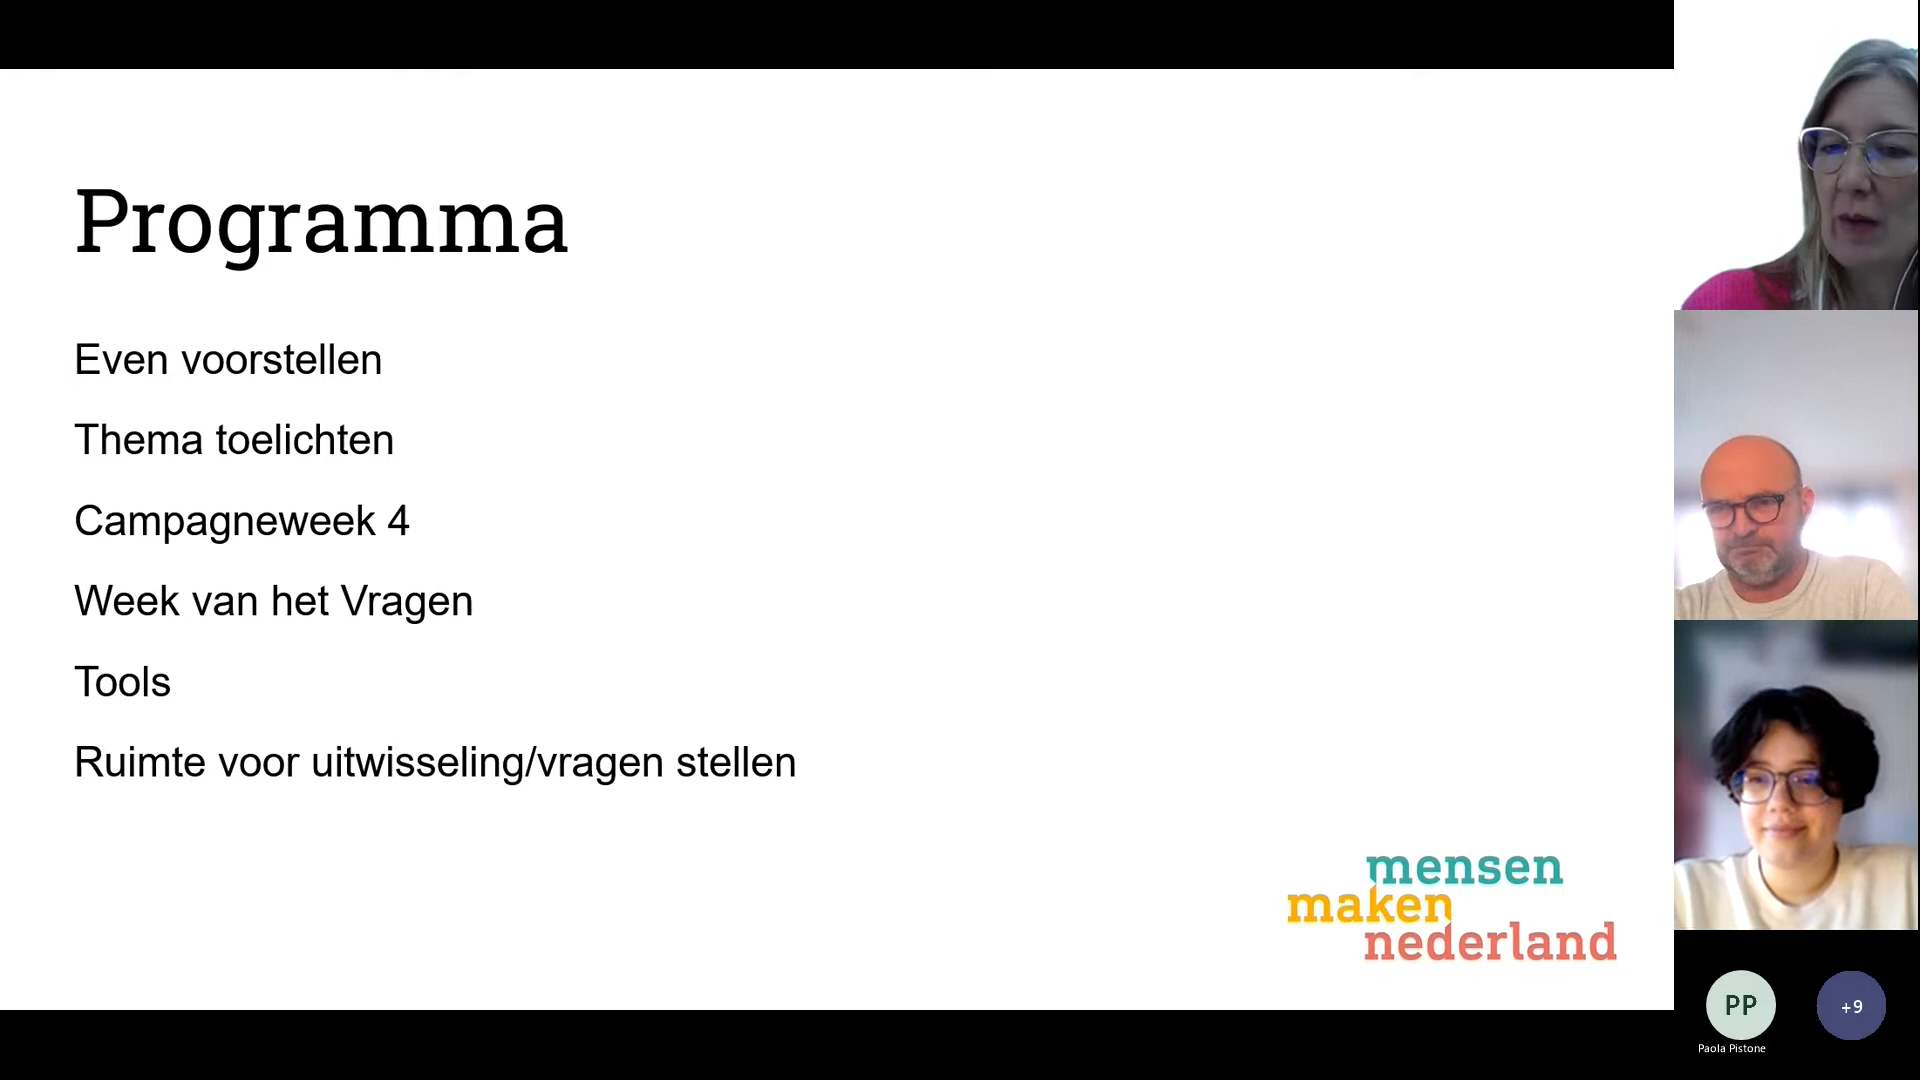 Programma
Even voorstellen
Thema toelichten
Campagneweek 4
Week van het Vragen
Tools
Ruimte voor uitwisseling/vragen stellen
mensen
maken
nederland
PP
+9
Paola Pistone